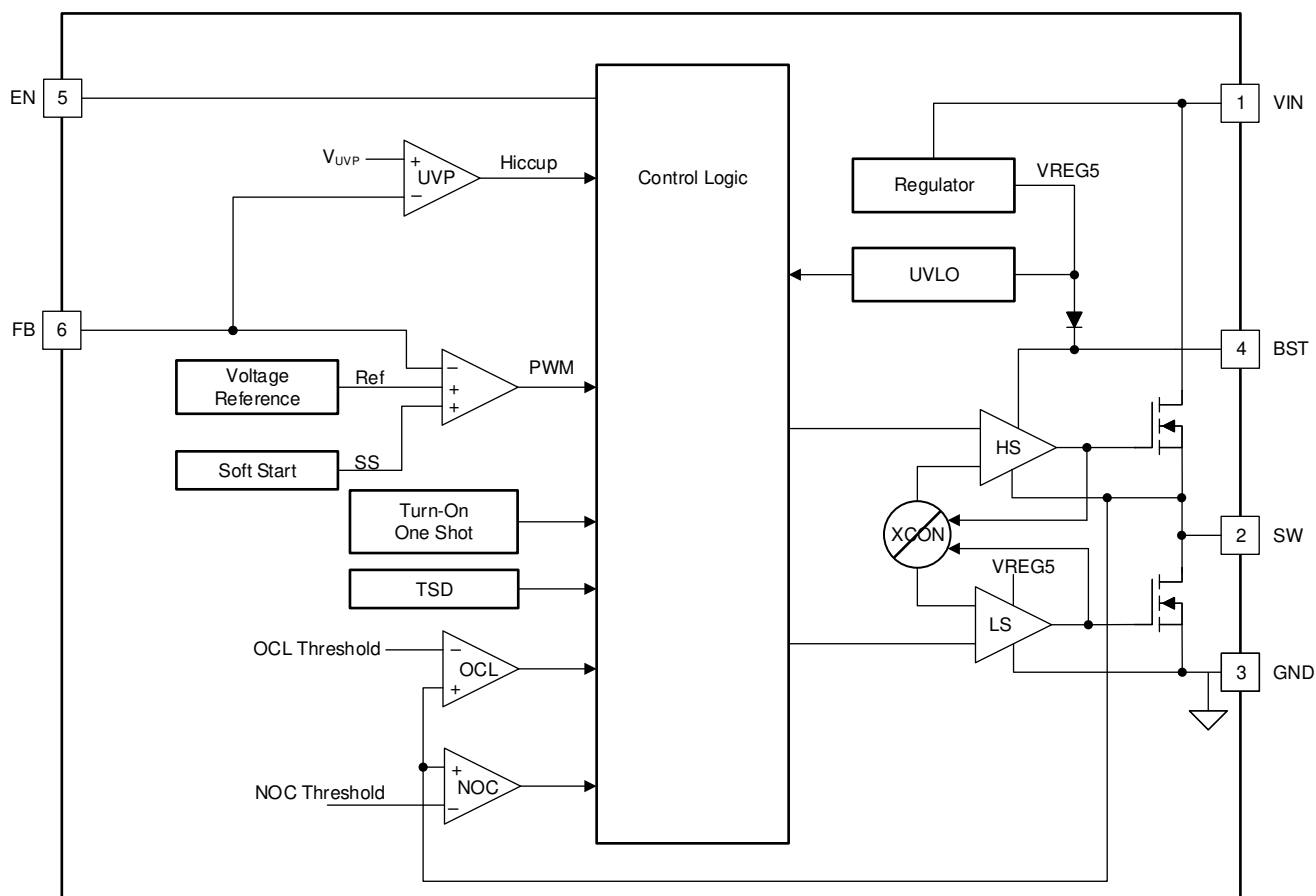 EN
5
1
VIN
VUVP
+
UVP
−
Hiccup
Control Logic
Regulator
VREG5
UVLO
FB
6
4
BST
Voltage
Reference
Ref
−
+
+
PWM
Soft Start
SS
HS
Turn-On
One Shot
XCON
2
SW
TSD
VREG5
LS
OCL Threshold
−
OCL
+
3
GND
NOC Threshold
+
NOC
−